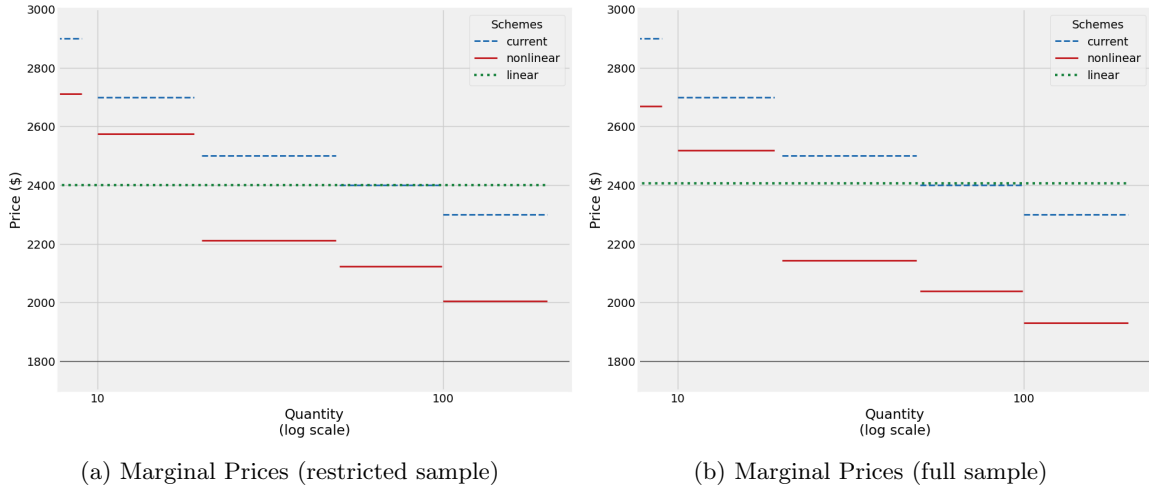 3000
2800
2600
2400
2200
2000
1800
Price ($)
10
100
Quantity
(log scale)
Schemes
current
nonlinear
linear
(a) Marginal Prices (restricted sample)
3000
2800
2600
2400
2200
2000
1800
Price ($)
10
100
Quantity
(log scale)
Schemes
current
nonlinear
linear
(b) Marginal Prices (full sample)